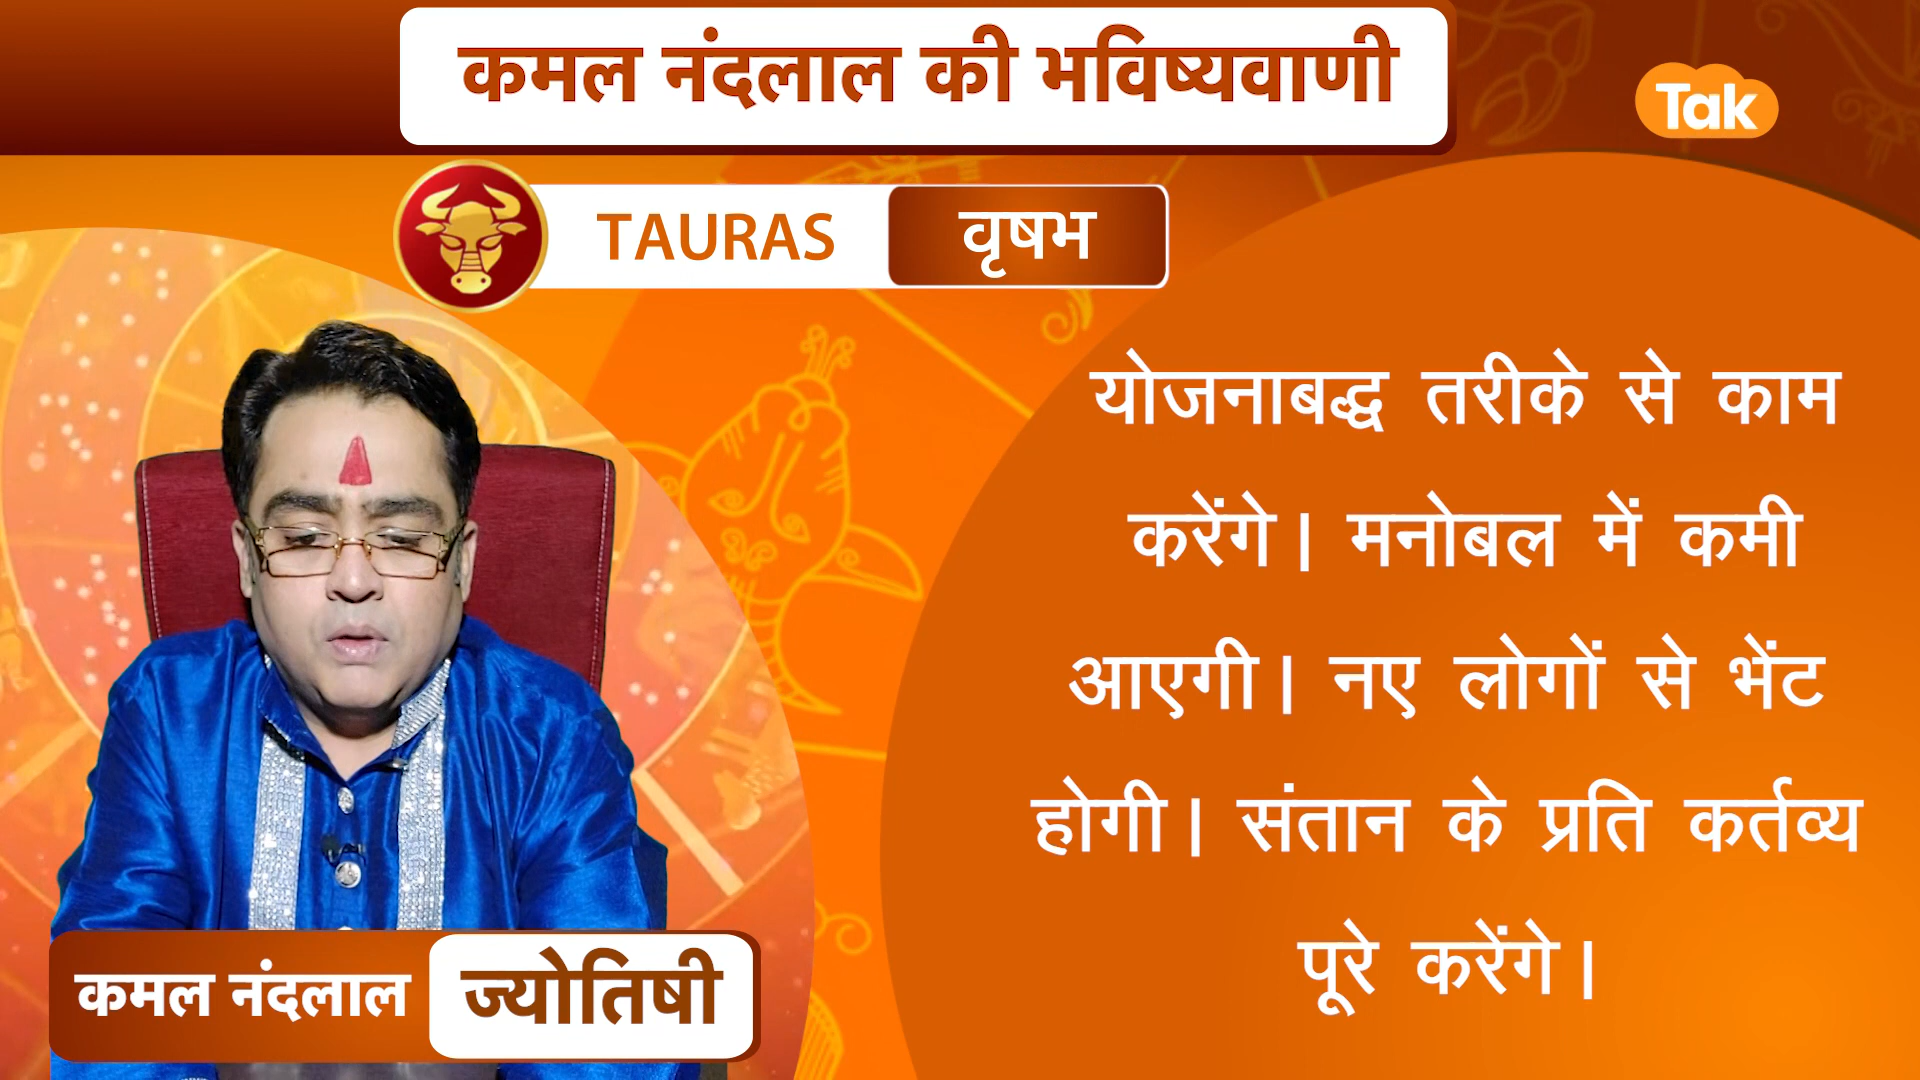 कमल नंदलाल की भविष्यवाणी
Tak
TAURAS वृषभ
योजनाबद्ध तरीके से काम
करेंगे। मनोबल में कमी
आएगी। नए लोगों से भेंट
होगी। संतान के प्रति कर्तव्य
पूरे करेंगे।
कमल नंदलाल ज्योतिषी